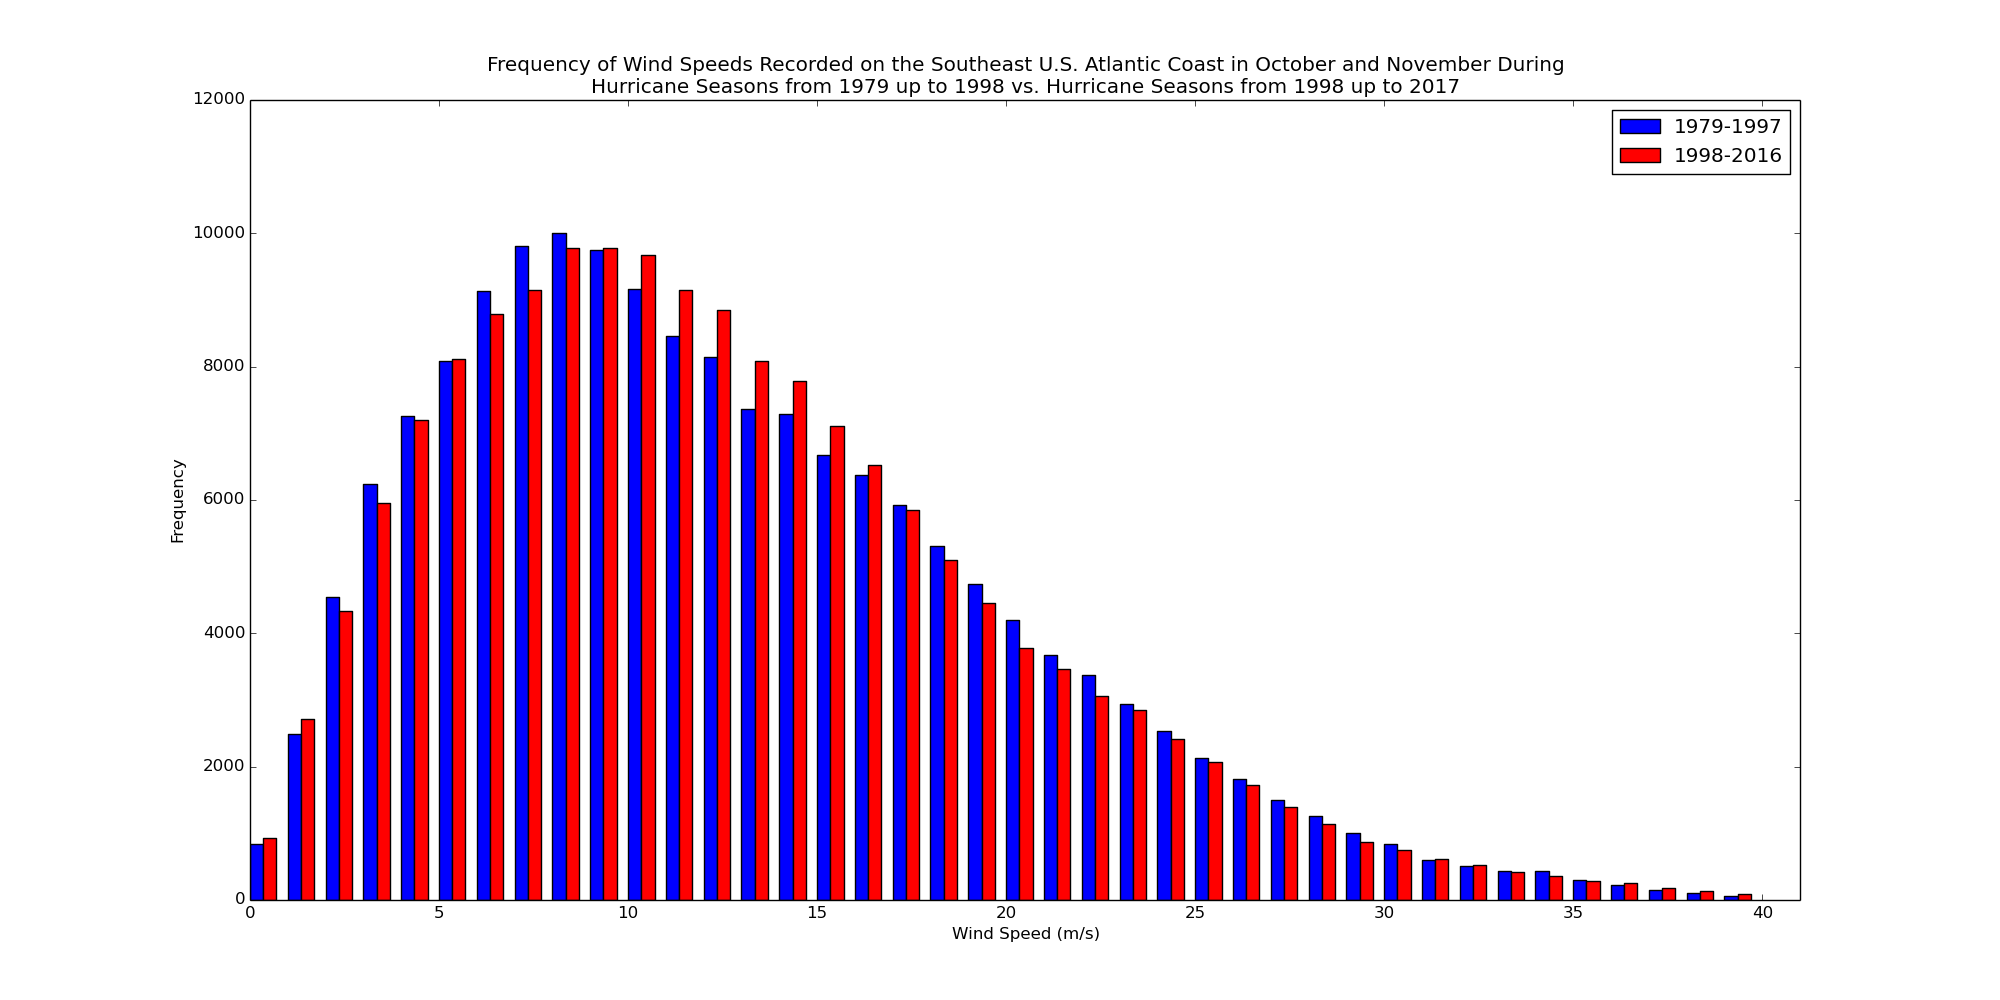 Frequency of Wind Speeds Recorded on the Southeast U.S. Atlantic Coast in October and November During
Hurricane Seasons from 1979 up to 1998 vs. Hurricane Seasons from 1998 up to 2017
12000
10000
8000
6000
4000
2000
0
Frequency
1979-1997
1998-2016
0 5 10 15 20 25 30 35 40
Wind Speed (m/s)